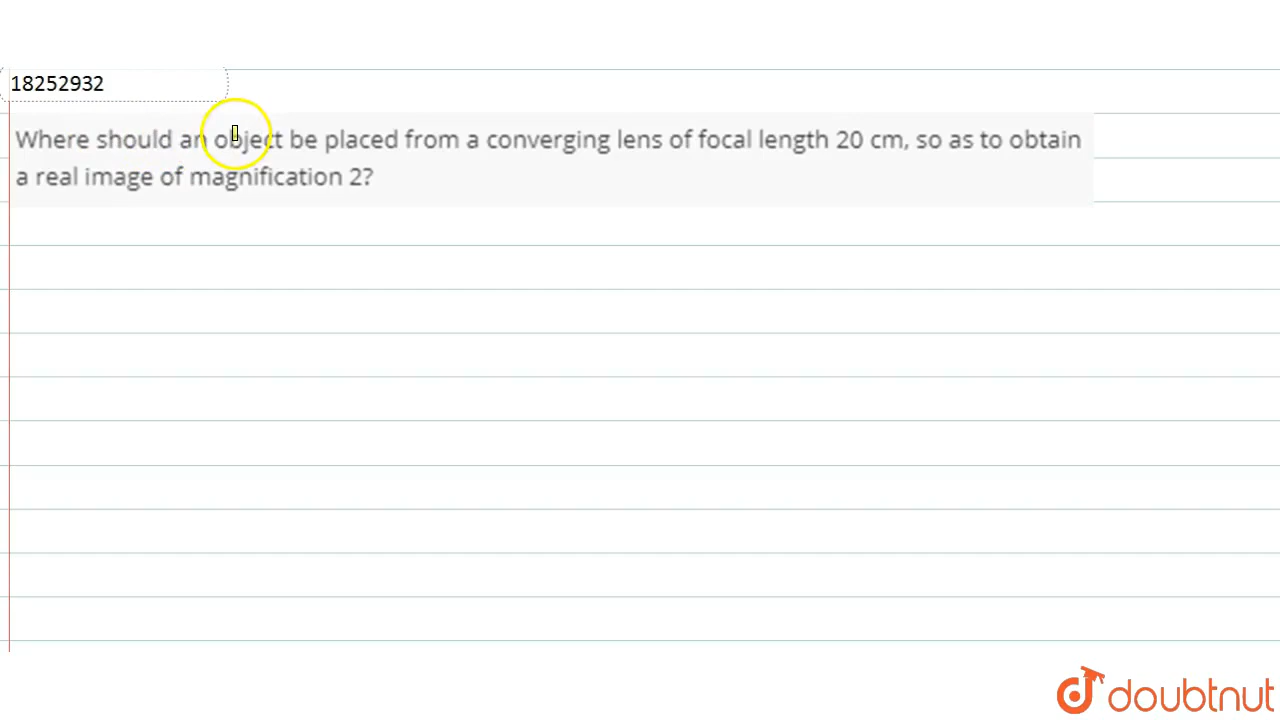 18252932
Where should an object be placed from a converging lens of focal length 20 cm, so as to obtain
a real image of magnification 2?
doubtnut